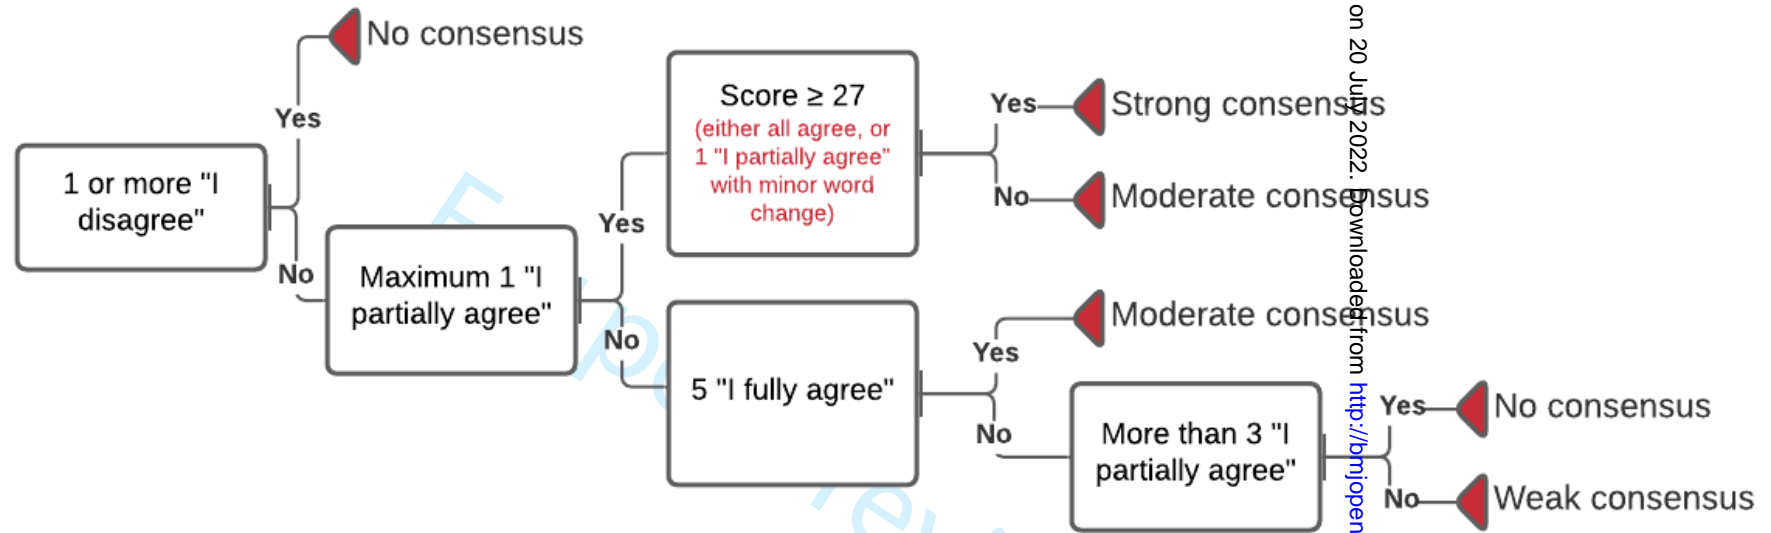 No consensus
Yes
1 or more "I
disagree"
No
Maximum 1 "I
partially agree"
Yes
No
Score ≥ 27
(either all agree, or
1 "I partially agree"
with minor word
change)
Yes
Strong consensus
No
Moderate consensus
5 "I fully agree"
Yes
Moderate consensus
No
More than 3 "I
partially agree"
Yes
No consensus
No
Weak consensus
on 20 July 2022. Downloaded from http://bmjopen